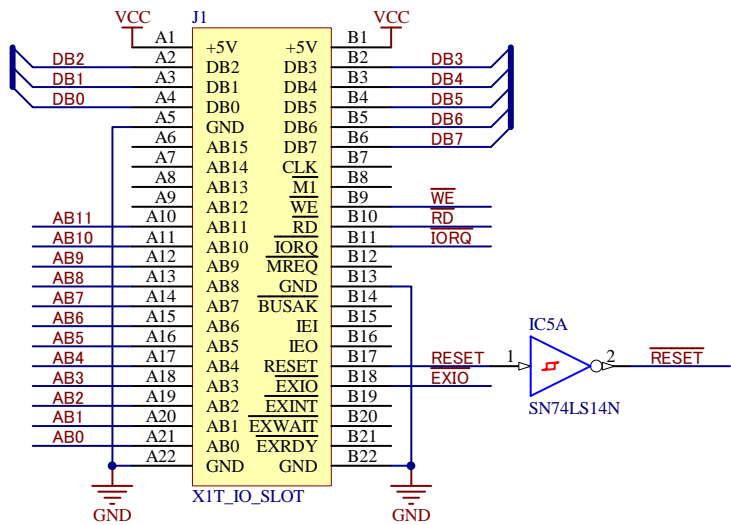 VCC J1 VCC
A1 +5V +5V B1
DB2 A2 DB2 DB3 B2 DB3
DB1 A3 DB1 DB4 B3 DB4
DB0 A4 DB0 DB5 B4 DB5
A5 GND DB6 B5 DB6
A6 AB15 DB7 B6 DB7
A7 AB14 CLK B7
A8 AB13 M1 B8
A9 AB12 WE B9 WE
AB11 A10 AB11 RD B10 RD
AB10 A11 AB10 IORQ B11 IORQ
AB9 A12 AB9 MREQ B12
AB8 A13 AB8 GND B13
AB7 A14 AB7 BUSAK B14
AB6 A15 AB6 IEI B15
AB5 A16 AB5 IEO B16
AB4 A17 AB4 RESET B17 RESET
AB3 A18 AB3 EXIO B18 EXIO
AB2 A19 AB2 EXINT B19
AB1 A20 AB1 EXWAIT B20
AB0 A21 AB0 EXRDY B21
A22 GND GND B22
X1T_IO_SLOT
GND GND
IC5A
1 2 RESET
SN74LS14N